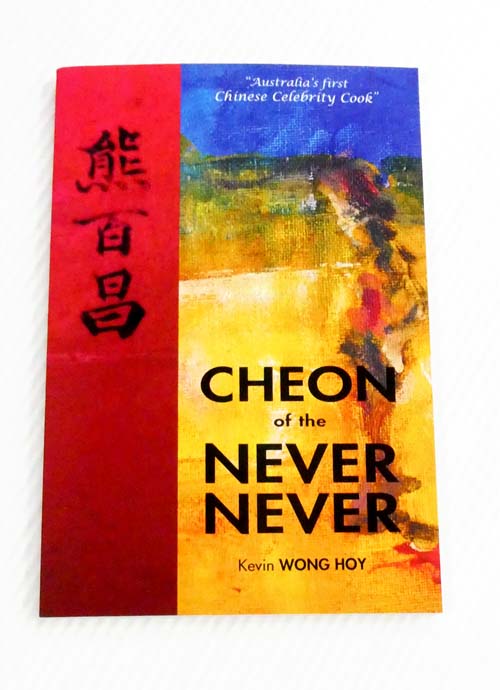 "Australia's first
Chinese Celebrity Cook"
熊百昌
CHEON
of the
NEVER
NEVER
Kevin WONG HOY